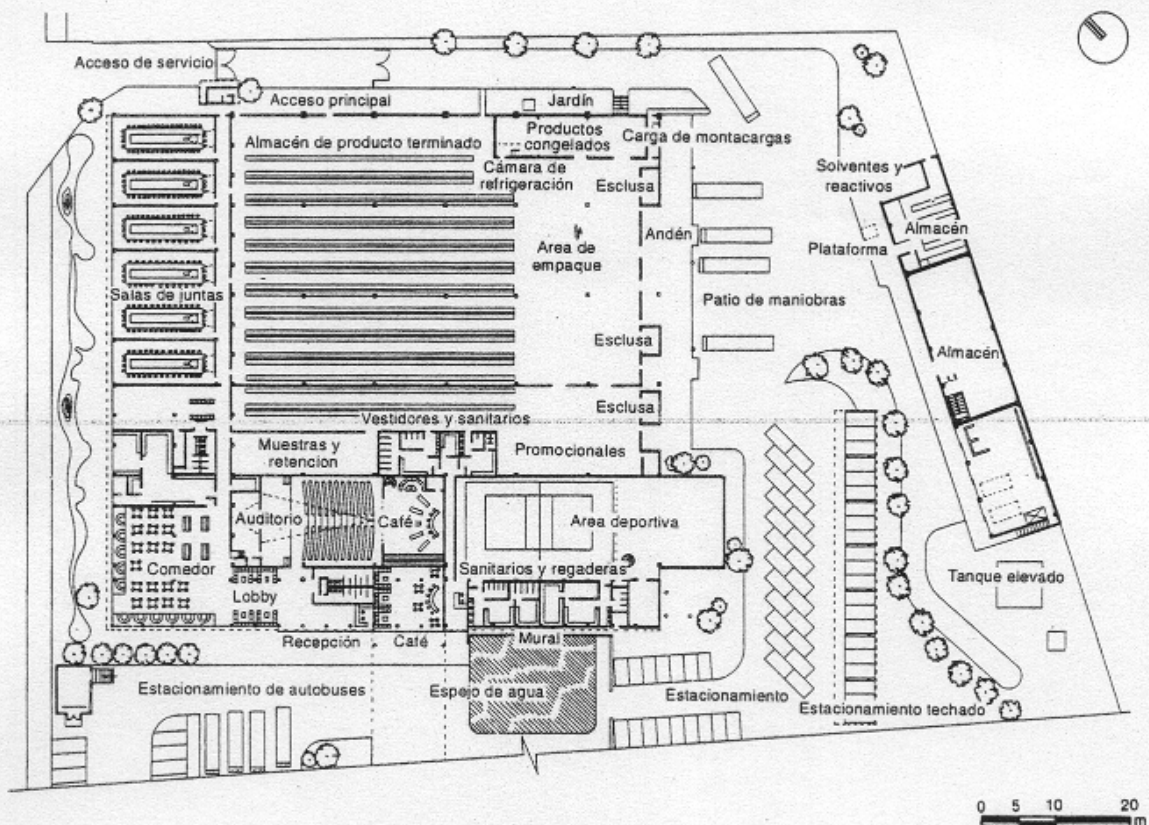 Acceso de servicio
Acceso principal
Jardín
Almacén de producto terminado
Productos
congelados
Carga de montacargas
Cámara de
refrigeración
Esclusa
Solventes y
reactivos
Almacén
Andén
Area de
empaque
Plataforma
Salas de juntas
Patio de maniobras
Esclusa
Almacén
Esclusa
Vestidores y sanitarios
Muestras y
retencion
Promocionales
Auditorio
Café
Area deportiva
Comedor
Sanitarios y regaderas
Tanque elevado
Lobby
Recepción
Café
Mural
Estacionamiento de autobuses
Espejo de agua
Estacionamiento
Estacionamiento techado
0 5 10 20
m